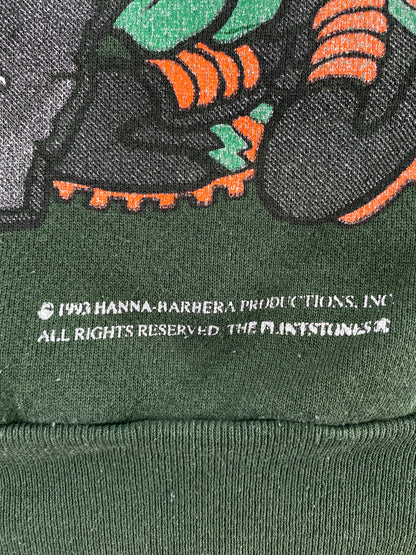 © 1993 HANNA-BARBERA PRODUCTIONS, INC.
ALL RIGHTS RESERVED. THE FLINTSTONES ®